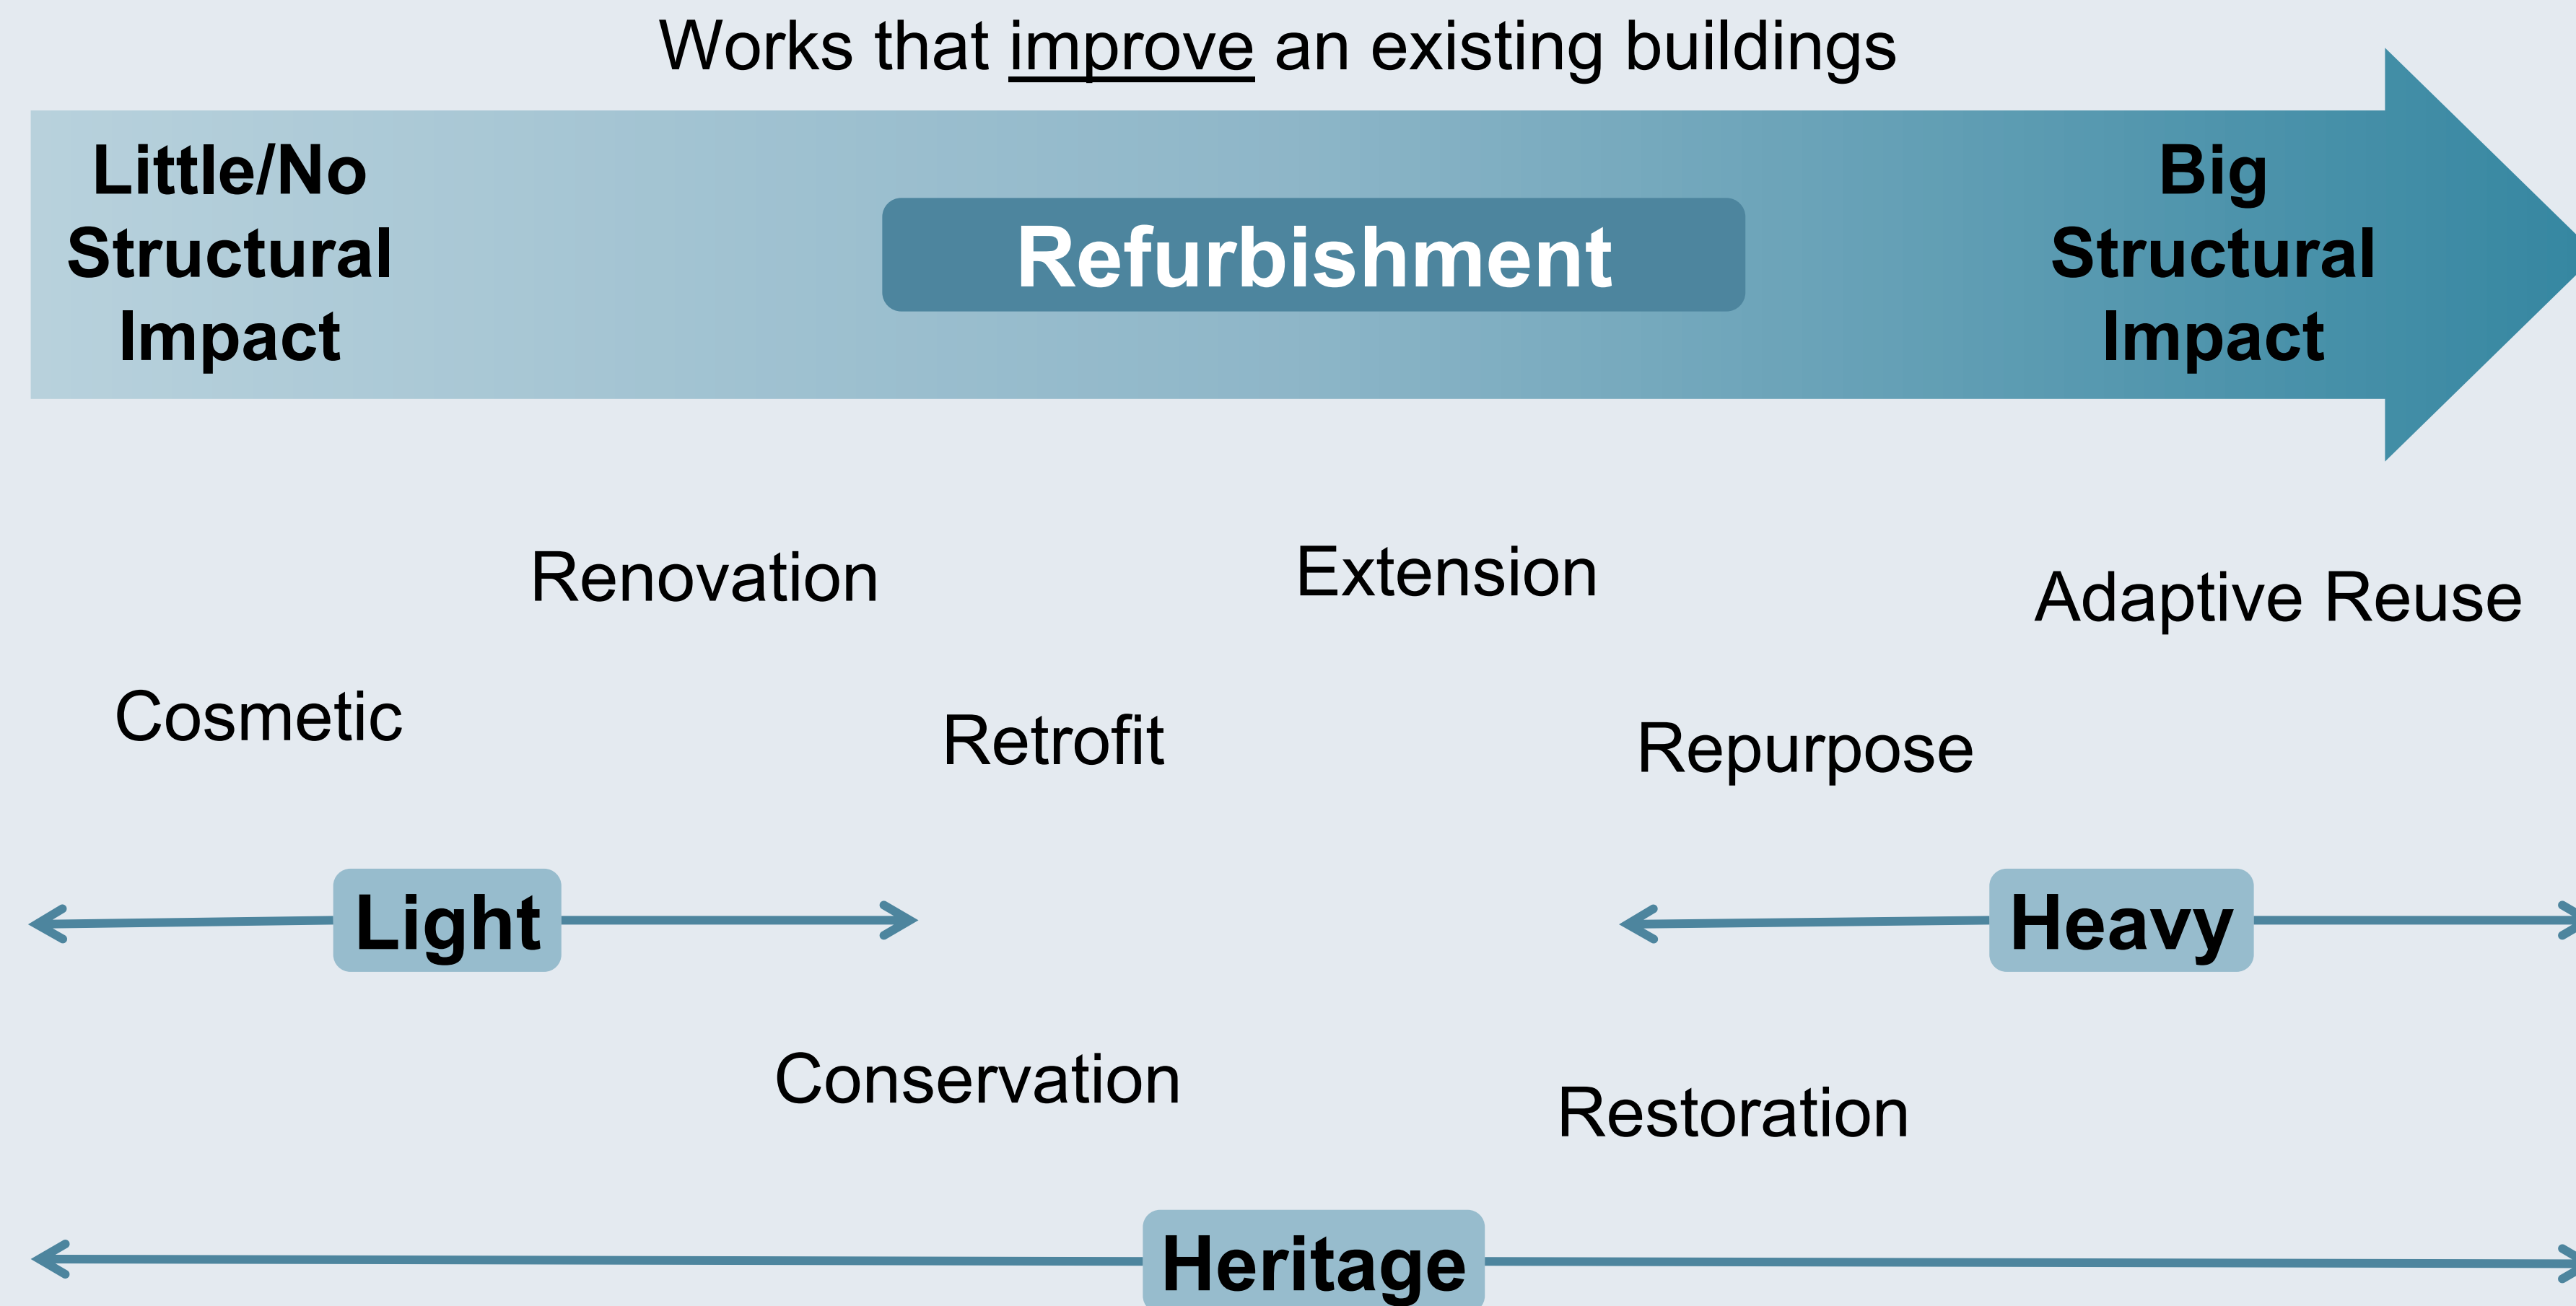 Works that improve an existing buildings
Little/No
Structural
Impact
Refurbishment
Big
Structural
Impact
Renovation
Extension
Adaptive Reuse
Cosmetic
Retrofit
Repurpose
Light
Heavy
Conservation
Restoration
Heritage